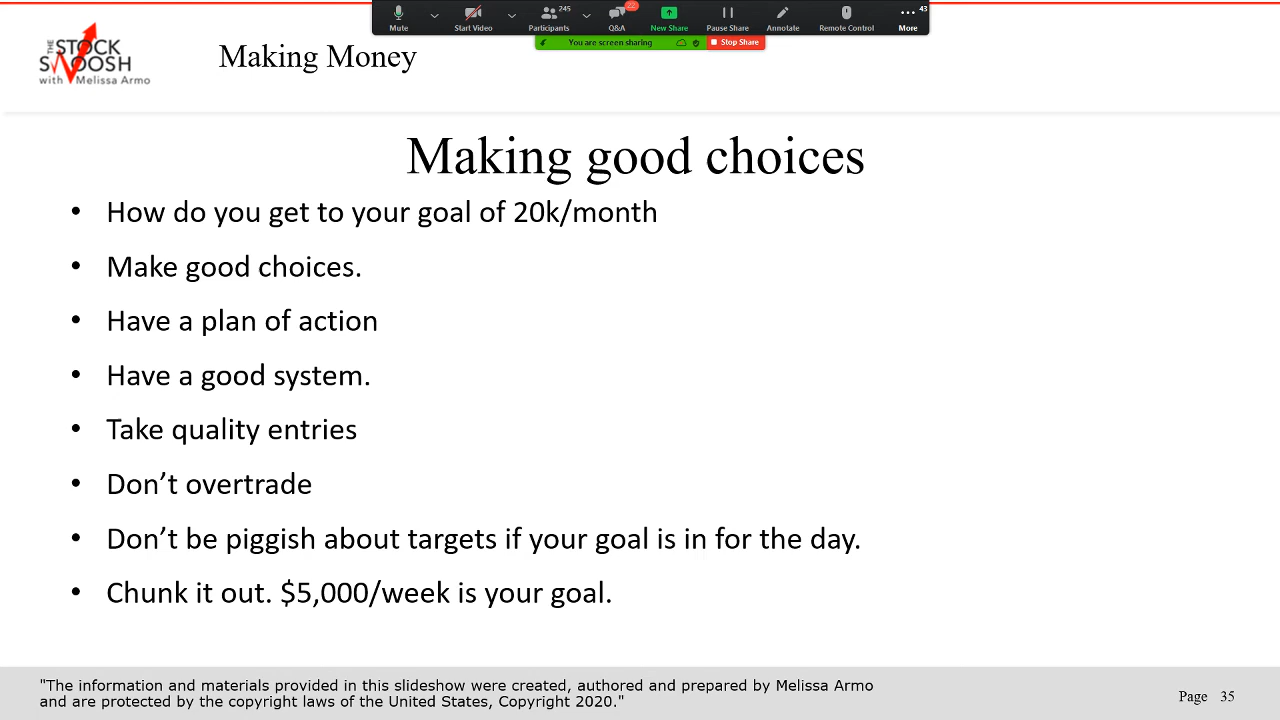 Mute
Start Video
245
Participants
22
Q&A
New Share
Pause Share
Annotate
Remote Control
43
More
You are screen sharing
Stop Share
THE STOCK
SWOOSH
with Melissa Armo
Making Money
Making good choices
• How do you get to your goal of 20k/month
• Make good choices.
• Have a plan of action
• Have a good system.
• Take quality entries
• Don’t overtrade
• Don’t be piggish about targets if your goal is in for the day.
• Chunk it out. $5,000/week is your goal.
"The information and materials provided in this slideshow were created, authored and prepared by Melissa Armo
and are protected by the copyright laws of the United States, Copyright 2020."
Page 35